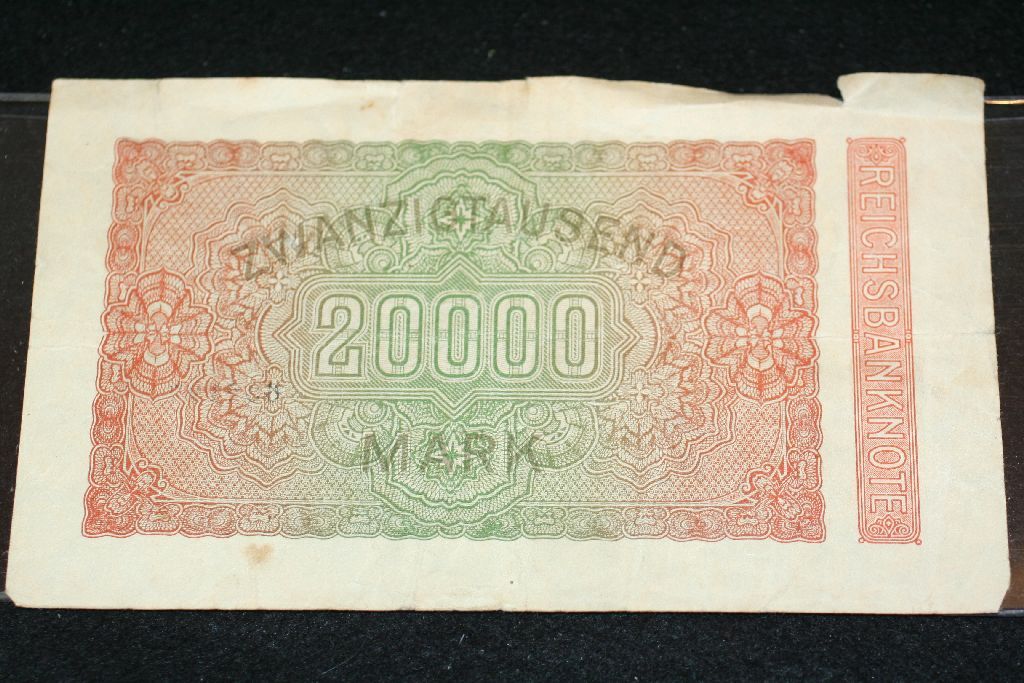 ZWANZIGTAUSEND
20000
MARK
REICHSBANKNOTE